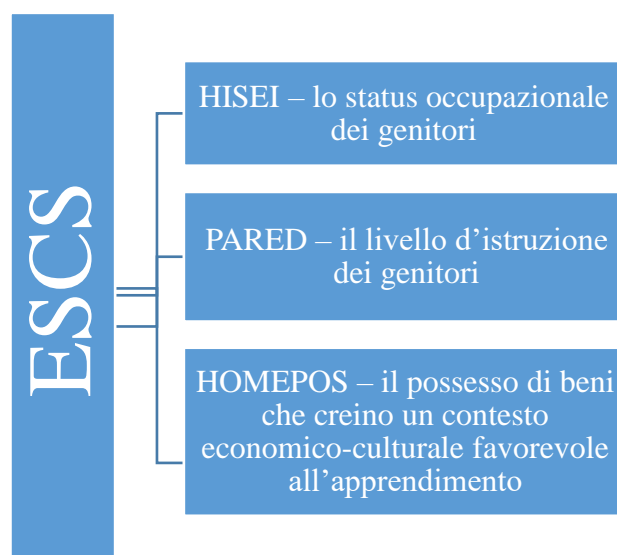 ESCS
HISEI – lo status occupazionale
dei genitori
PARED – il livello d'istruzione
dei genitori
HOMEPOS – il possesso di beni
che creino un contesto
economico-culturale favorevole
all'apprendimento